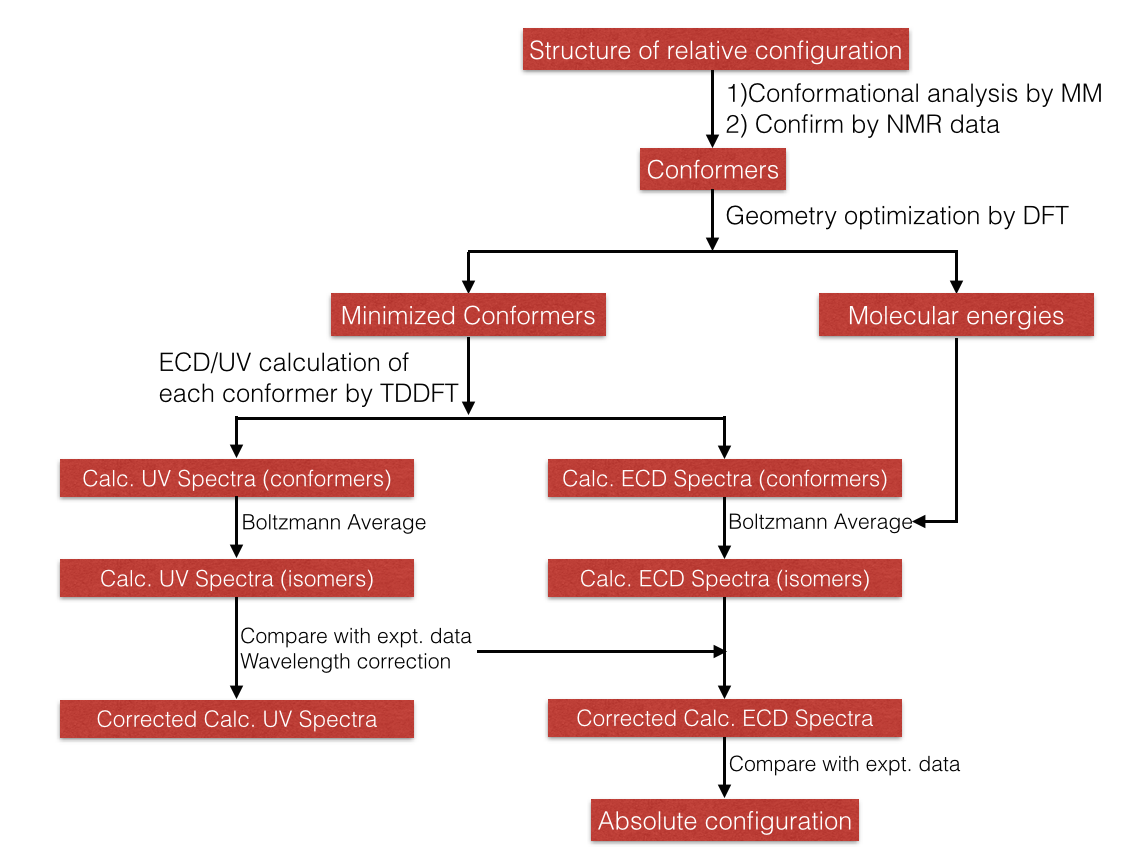 Structure of relative configuration
1)Conformational analysis by MM
2) Confirm by NMR data
Conformers
Geometry optimization by DFT
Minimized Conformers
Molecular energies
ECD/UV calculation of
each conformer by TDDFT
Calc. UV Spectra (conformers)
Calc. ECD Spectra (conformers)
Boltzmann Average
Boltzmann Average
Calc. UV Spectra (isomers)
Calc. ECD Spectra (isomers)
Compare with expt. data
Wavelength correction
Corrected Calc. UV Spectra
Corrected Calc. ECD Spectra
Compare with expt. data
Absolute configuration